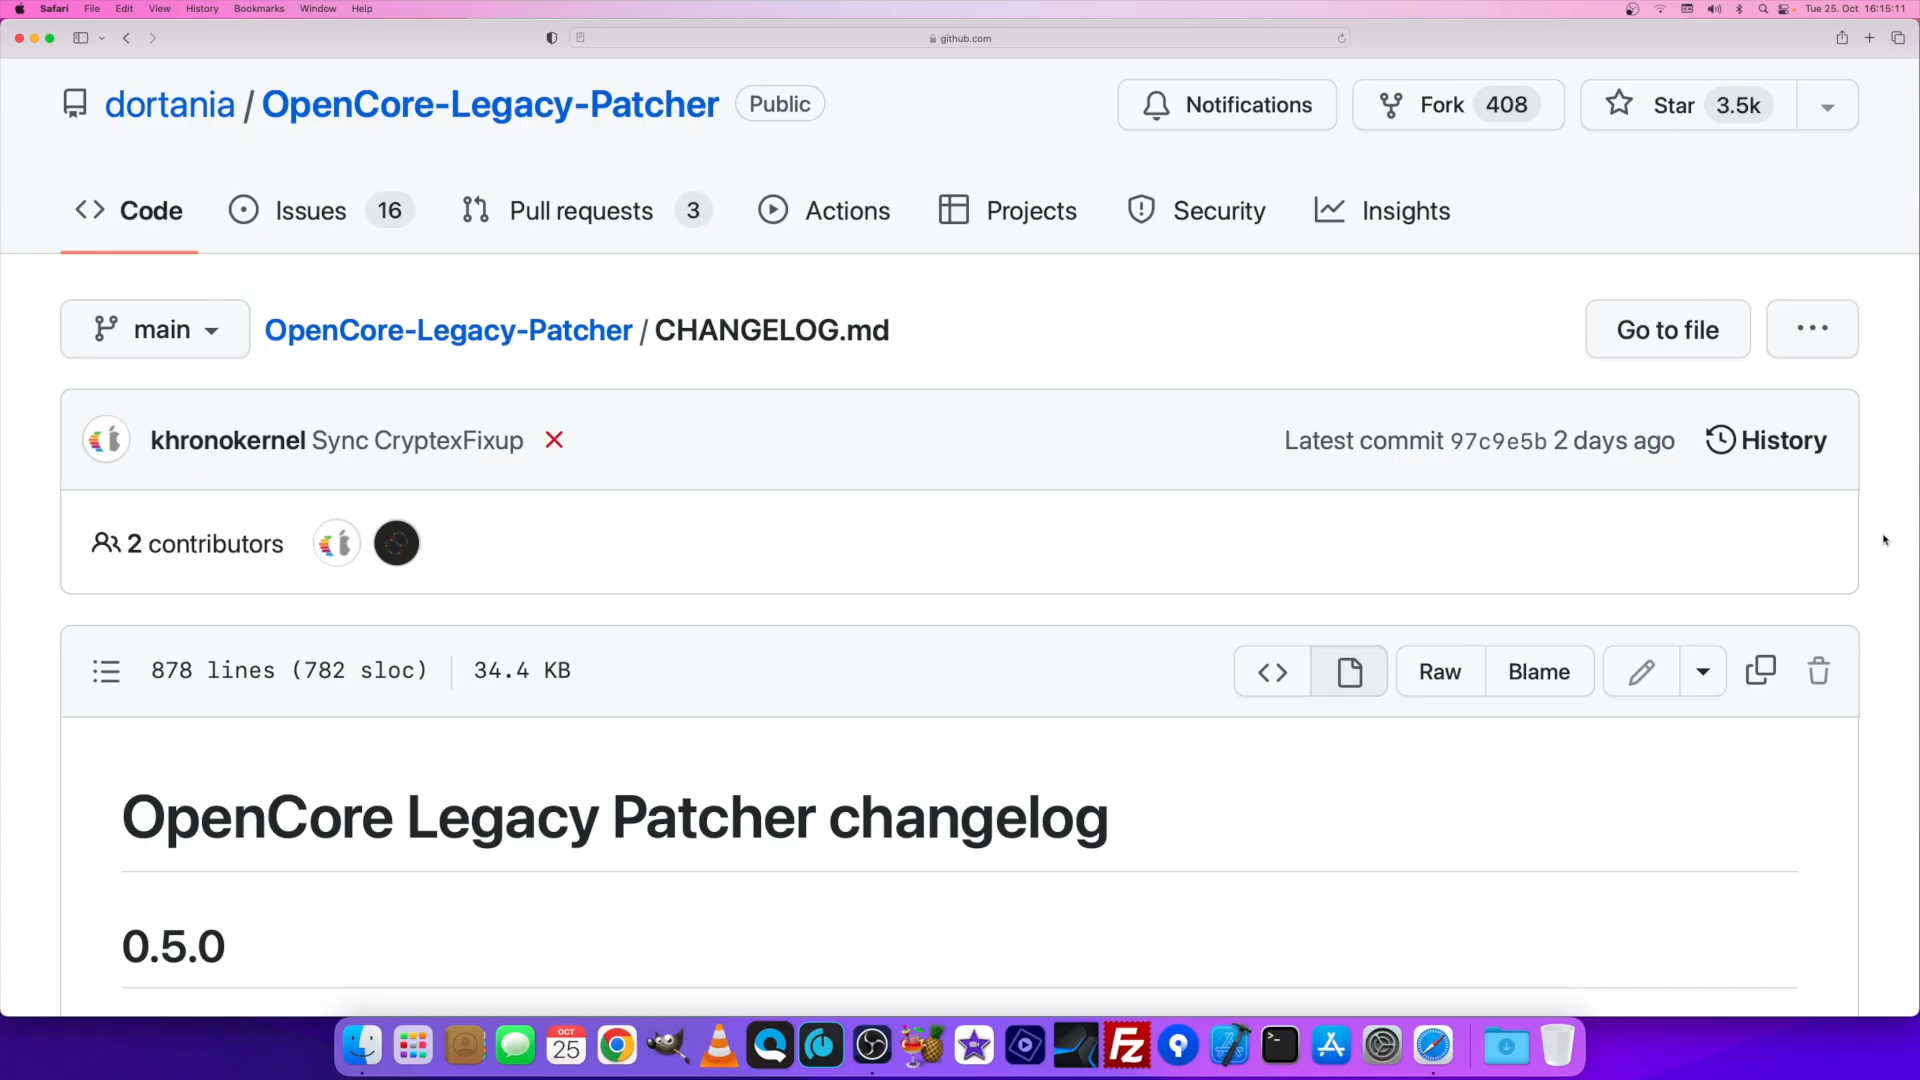 Safari File Edit View History Bookmarks Window Help Tue 25. Oct 16:15:11
github.com
dortania / OpenCore-Legacy-Patcher Public Notifications Fork 408 Star 3.5k
Code Issues 16 Pull requests 3 Actions Projects Security Insights
main OpenCore-Legacy-Patcher / CHANGELOG.md Go to file ...
khronokernel Sync CryptexFixup Latest commit 97c9e5b 2 days ago History
2 contributors
878 lines (782 sloc) 34.4 KB Raw Blame
OpenCore Legacy Patcher changelog
0.5.0
OCT
25
Fz
>_